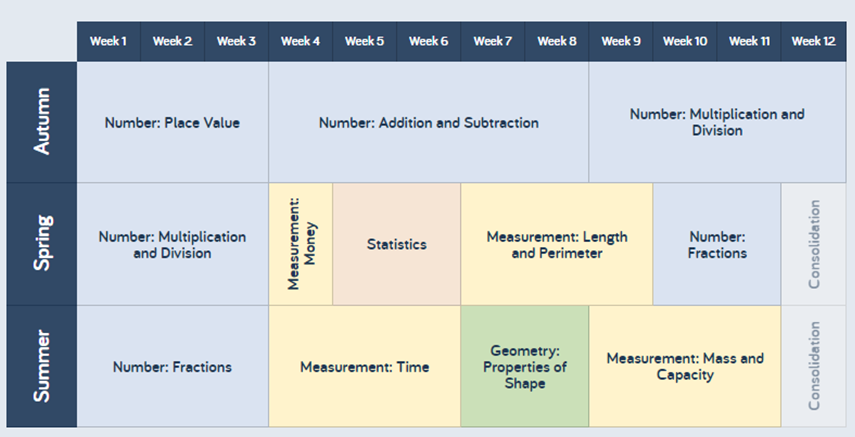 Week 1 Week 2 Week 3 Week 4 Week 5 Week 6 Week 7 Week 8 Week 9 Week 10 Week 11 Week 12
Autumn
Number: Place Value
Number: Addition and Subtraction
Number: Multiplication and
Division
Spring
Number: Multiplication
and Division
Measurement:
Money
Statistics
Measurement: Length
and Perimeter
Number:
Fractions
Consolidation
Summer
Number: Fractions
Measurement: Time
Geometry:
Properties of
Shape
Measurement: Mass and
Capacity
Consolidation